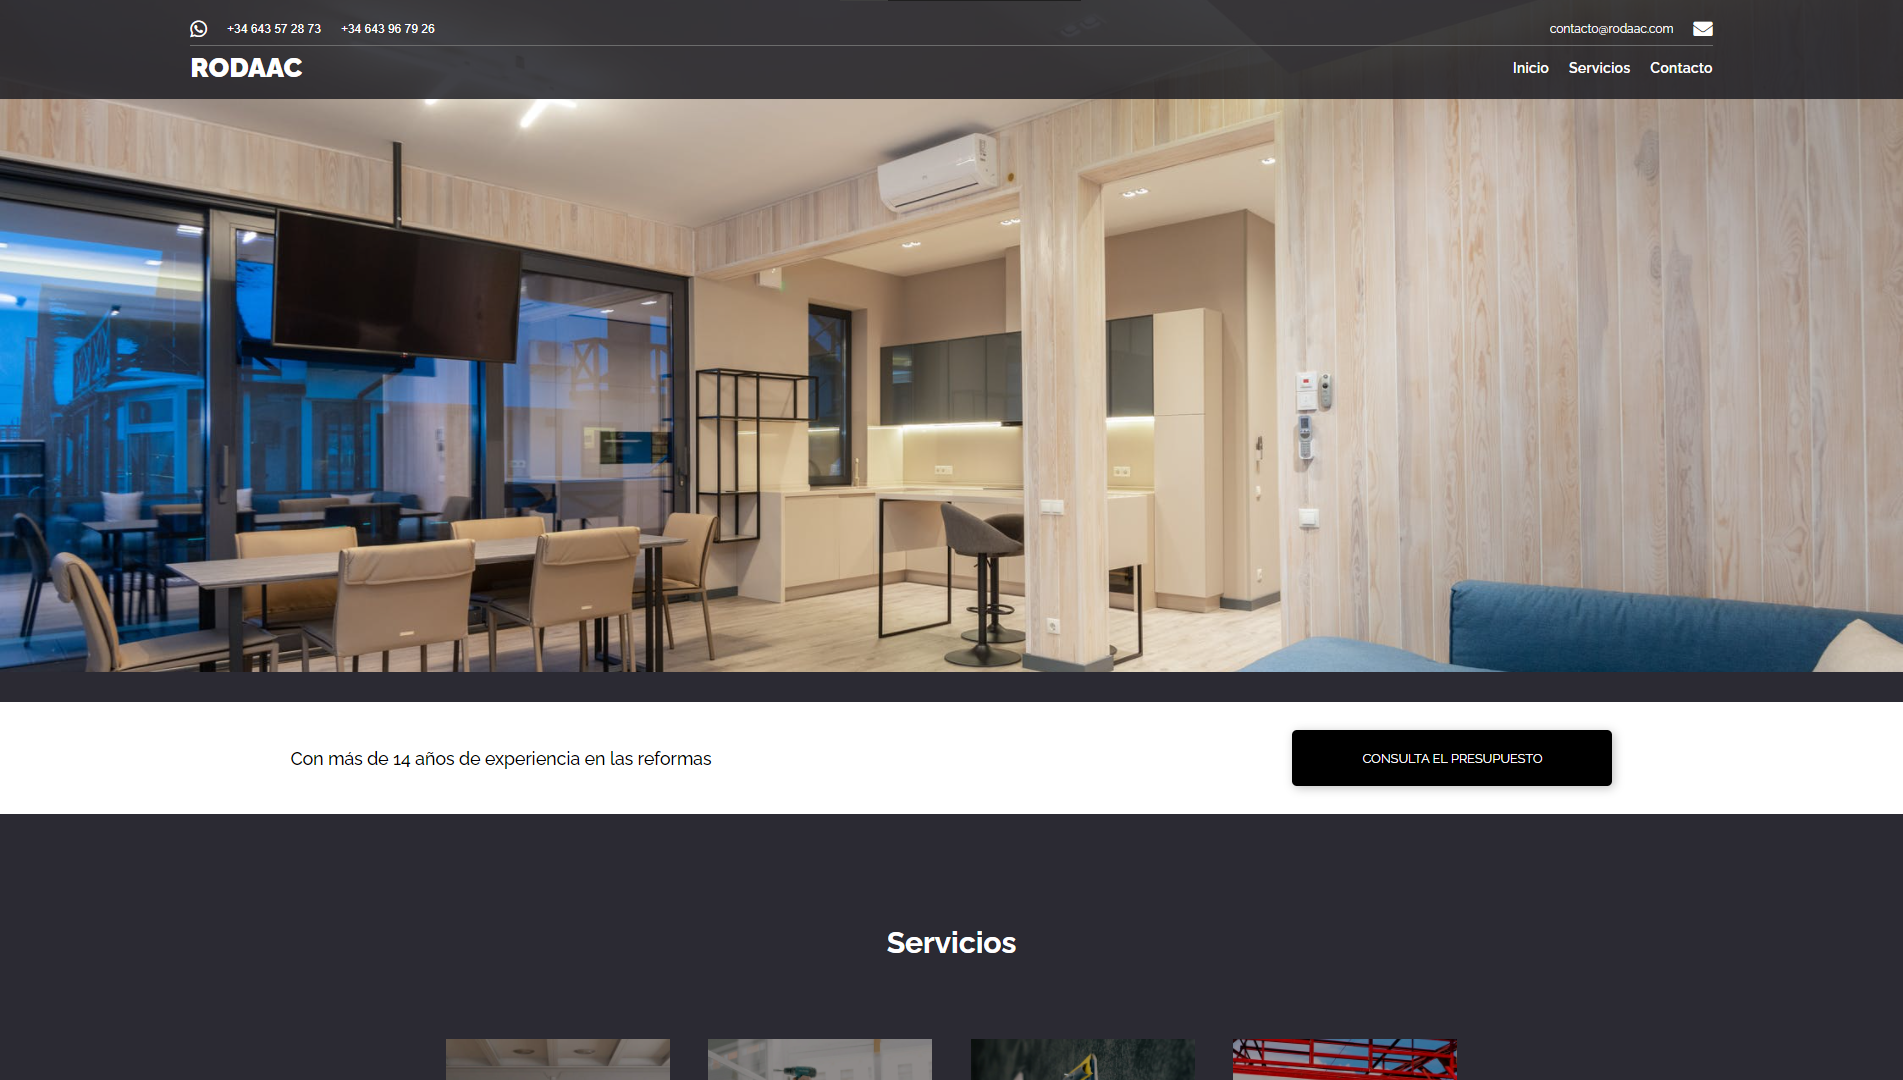 +34 643 57 28 73 +34 643 96 79 26 contacto@rodaac.com
RODAAC Inicio Servicios Contacto
Con más de 14 años de experiencia en las reformas CONSULTA EL PRESUPUESTO
Servicios